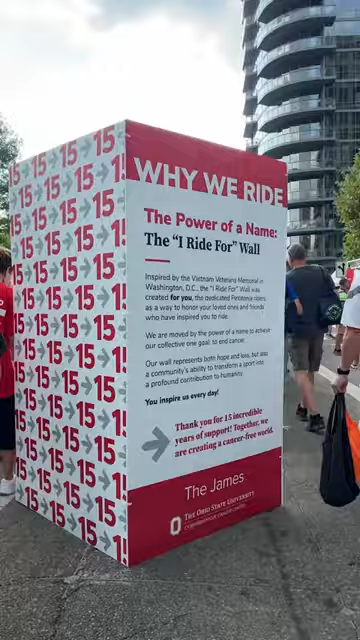 WHY WE RIDE
The Power of a Name:
The "I Ride For" Wall
Inspired by the Vietnam Veterans Memorial in
Washington, D.C., the "I Ride For" Wall was
created for you, the dedicated Pelotonia riders,
as a way to honor your loved ones and friends
who have inspired you to ride.
We are moved by the power of a name to achieve
our collective one goal: to end cancer.
Our wall represents both hope and loss, but also
a community's ability to transform a sport into
a profound contribution to humanity.
You inspire us every day!
Thank you for 15 incredible
years of support! Together, we
are creating a cancer-free world.
The James
THE OHIO STATE UNIVERSITY
COMPREHENSIVE CANCER CENTER
15 → 15 → 15 → 15